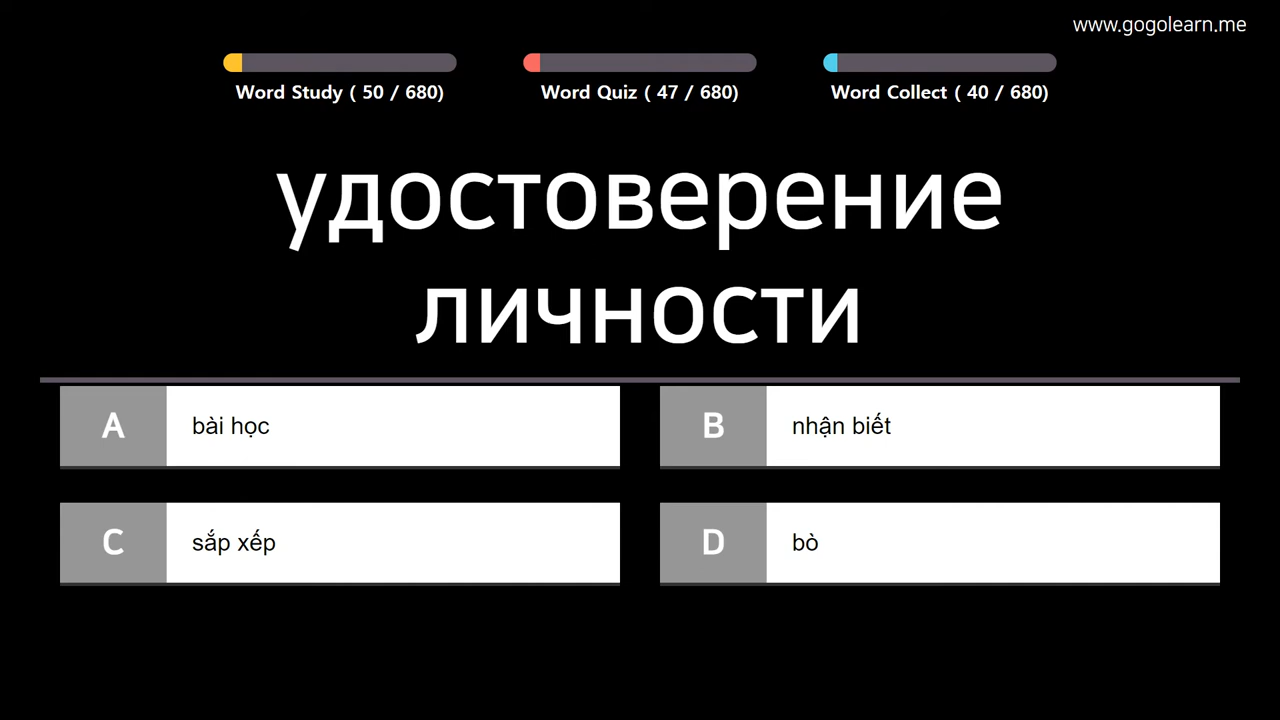 www.gogolearn.me
Word Study ( 50 / 680)
Word Quiz ( 47 / 680)
Word Collect ( 40 / 680)
удостоверение
личности
A bài học
B nhận biết
C sắp xếp
D bò